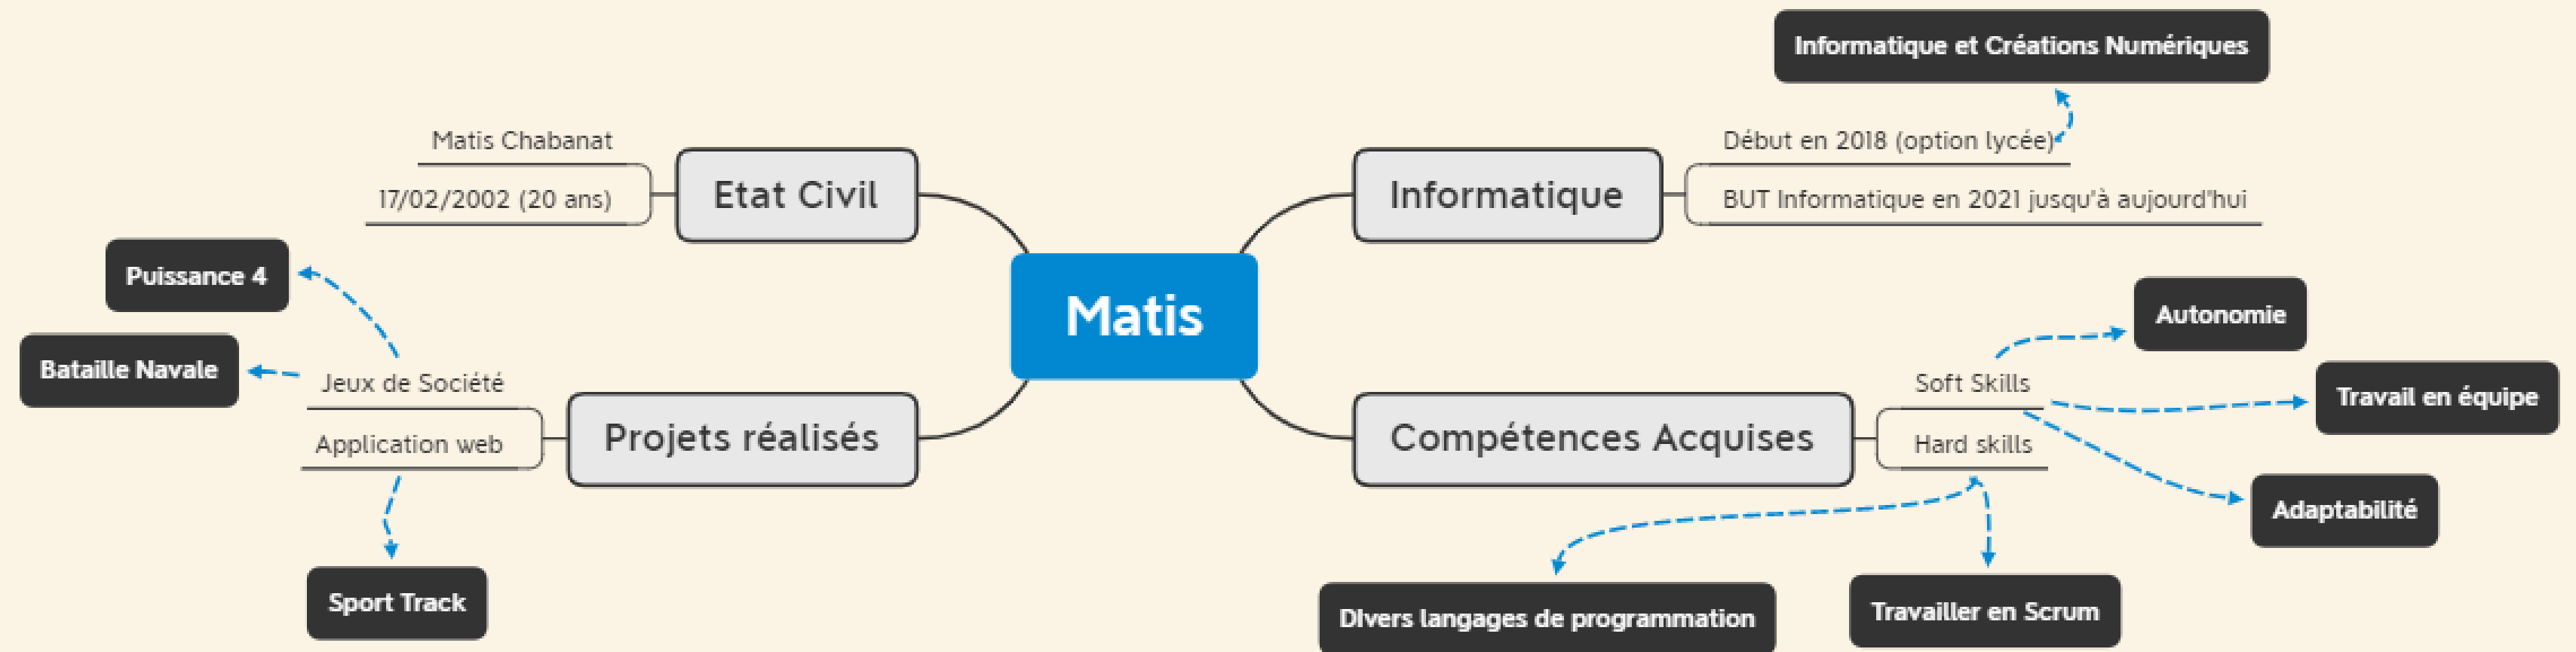 Matis
Etat Civil
Matis Chabanat
17/02/2002 (20 ans)
Projets réalisés
Jeux de Société
Puissance 4
Bataille Navale
Application web
Sport Track
Informatique
Début en 2018 (option lycée)
Informatique et Créations Numériques
BUT Informatique en 2021 jusqu'à aujourd"hui
Compétences Acquises
Soft Skills
Autonomie
Travail en équipe
Adaptabilité
Hard skills
DIvers langages de programmation
Travailler en Scrum